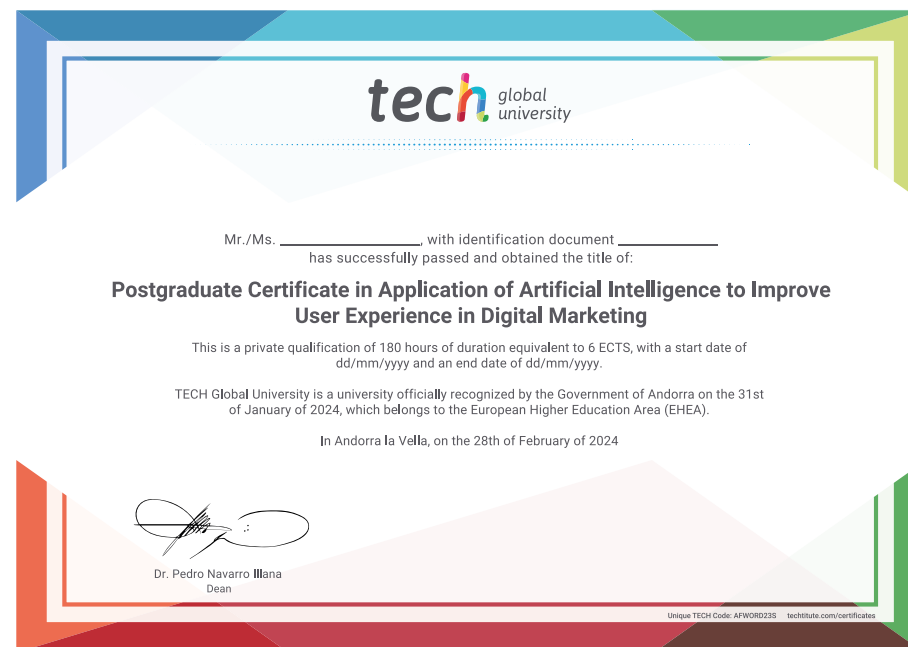 tech global
university
Mr./Ms. ____________, with identification document ____________
has successfully passed and obtained the title of:
Postgraduate Certificate in Application of Artificial Intelligence to Improve
User Experience in Digital Marketing
This is a private qualification of 180 hours of duration equivalent to 6 ECTS, with a start date of
dd/mm/yyyy and an end date of dd/mm/yyyy.
TECH Global University is a university officially recognized by the Government of Andorra on the 31st
of January of 2024, which belongs to the European Higher Education Area (EHEA).
In Andorra la Vella, on the 28th of February of 2024
Dr. Pedro Navarro Illana
Dean
Unique TECH Code: AFWORD23S techtitute.com/certificates